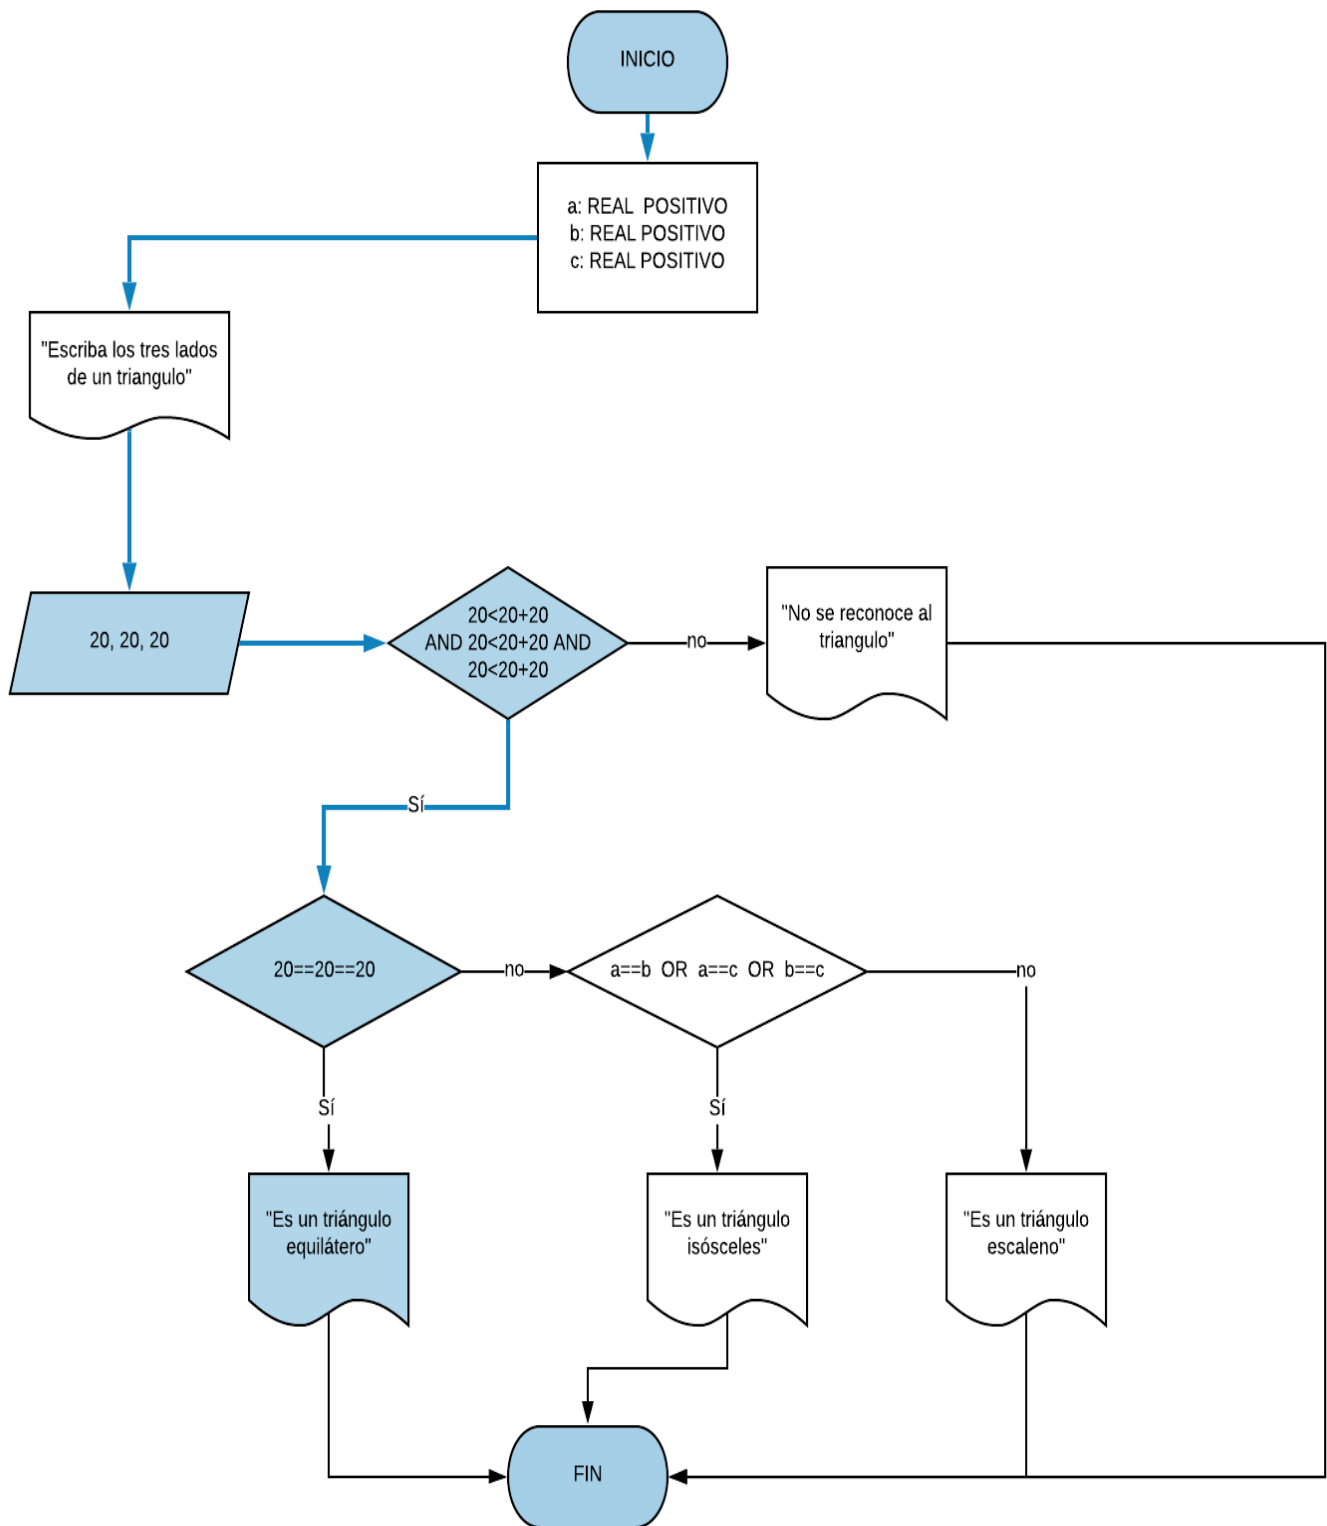 INICIO
a: REAL  POSITIVO
b: REAL POSITIVO
c: REAL POSITIVO
"Escriba los tres lados
de un triangulo"
20, 20, 20
20<20+20
AND 20<20+20 AND
20<20+20
no
"No se reconoce al
triangulo"
Sí
20==20==20
no
a==b  OR  a==c  OR  b==c
no
Sí
Sí
"Es un triángulo
equilátero"
"Es un triángulo
isósceles"
"Es un triángulo
escaleno"
FIN